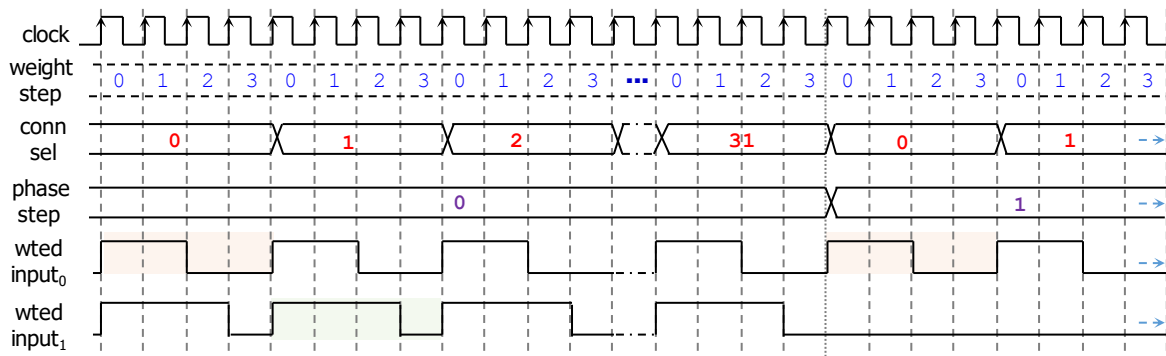 clock
weight step
0 1 2 3 0 1 2 3 0 1 2 3 ... 0 1 2 3 0 1 2 3 0 1 2 3
conn sel
0 1 2 31 0 1
phase step
0 1
wted input0
wted input1